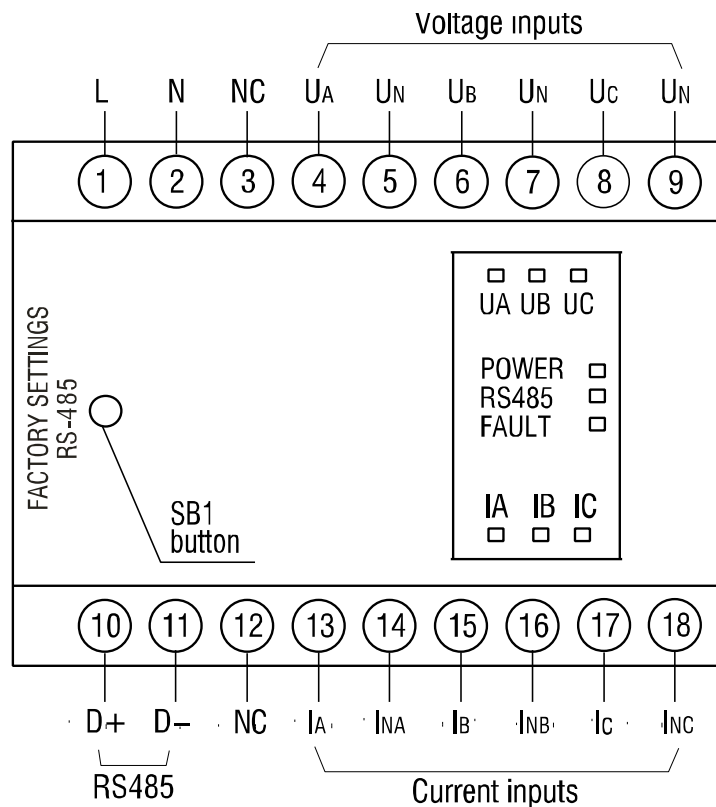 Voltage inputs
L N NC UA UN UB UN UC UN
1 2 3 4 5 6 7 8 9
UA UB UC
POWER
RS485
FAULT
IA IB IC
FACTORY SETTINGS
RS-485
SB1
button
10 11 12 13 14 15 16 17 18
D+ D- NC IA INA IB INB IC INC
RS485
Current inputs